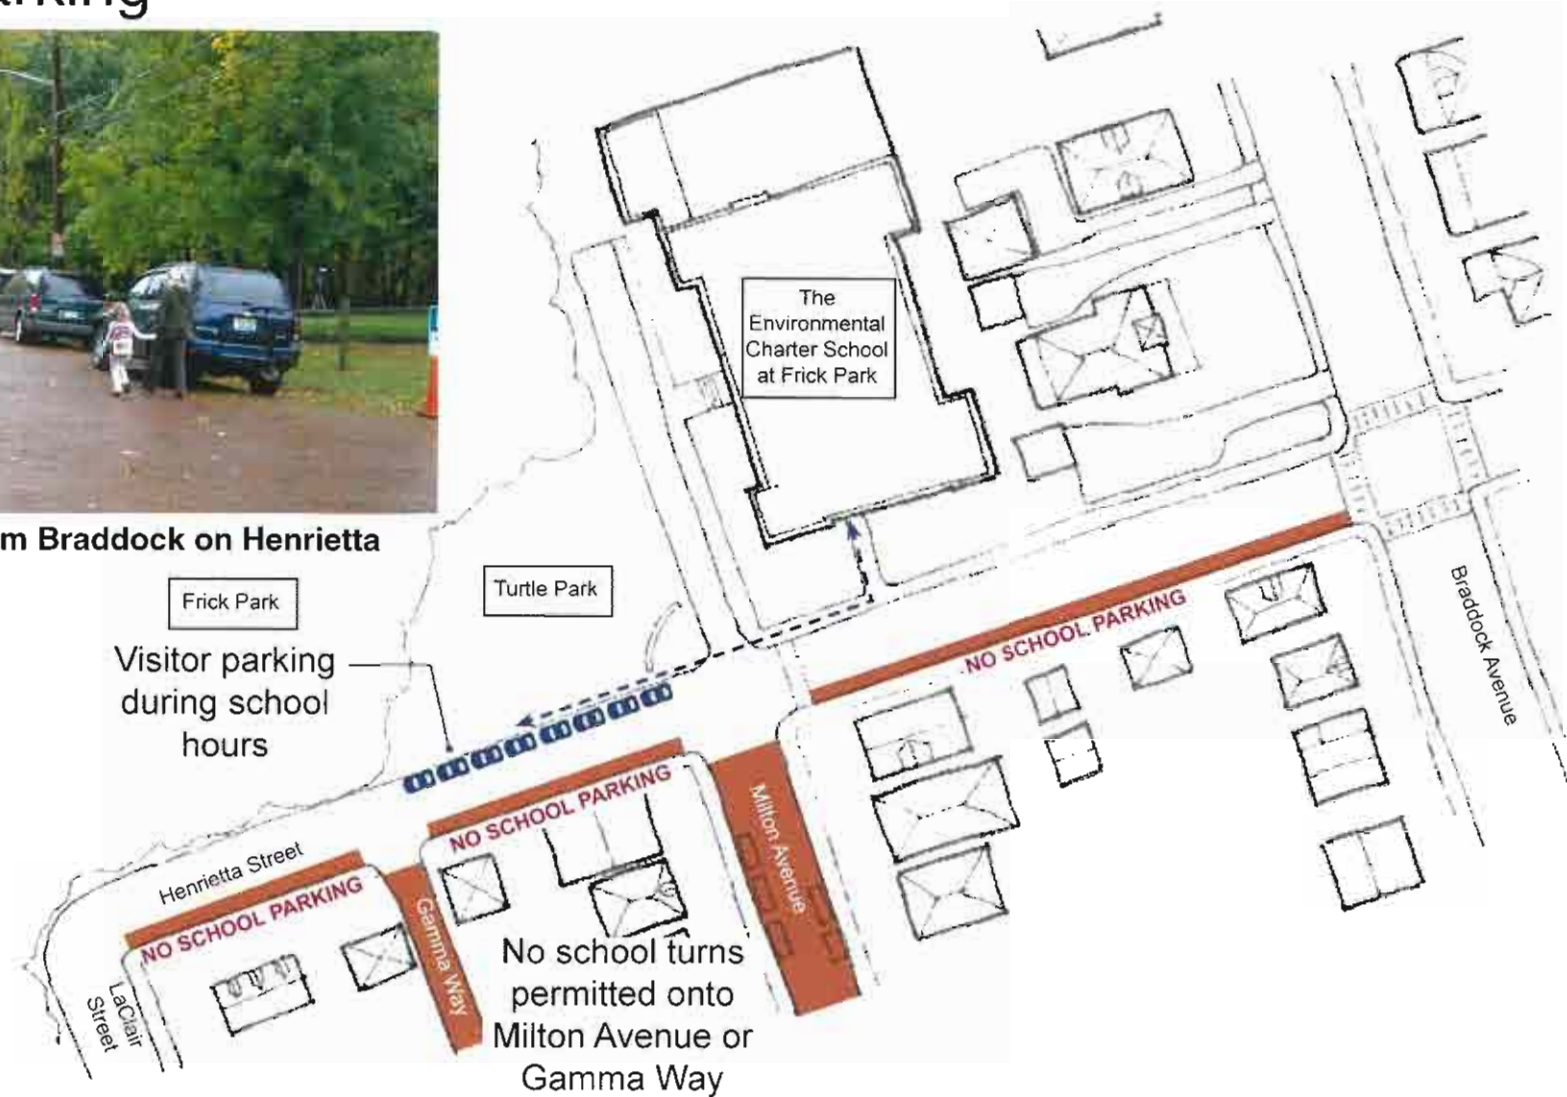 The
Environmental
Charter School
at Frick Park
m Braddock on Henrietta
Frick Park
Turtle Park
Visitor parking
during school
hours
NO SCHOOL PARKING
Braddock Avenue
NO SCHOOL PARKING
Milton Avenue
Henrietta Street
NO SCHOOL PARKING
Gamma Way
LaClair
Street
No school turns
permitted onto
Milton Avenue or
Gamma Way